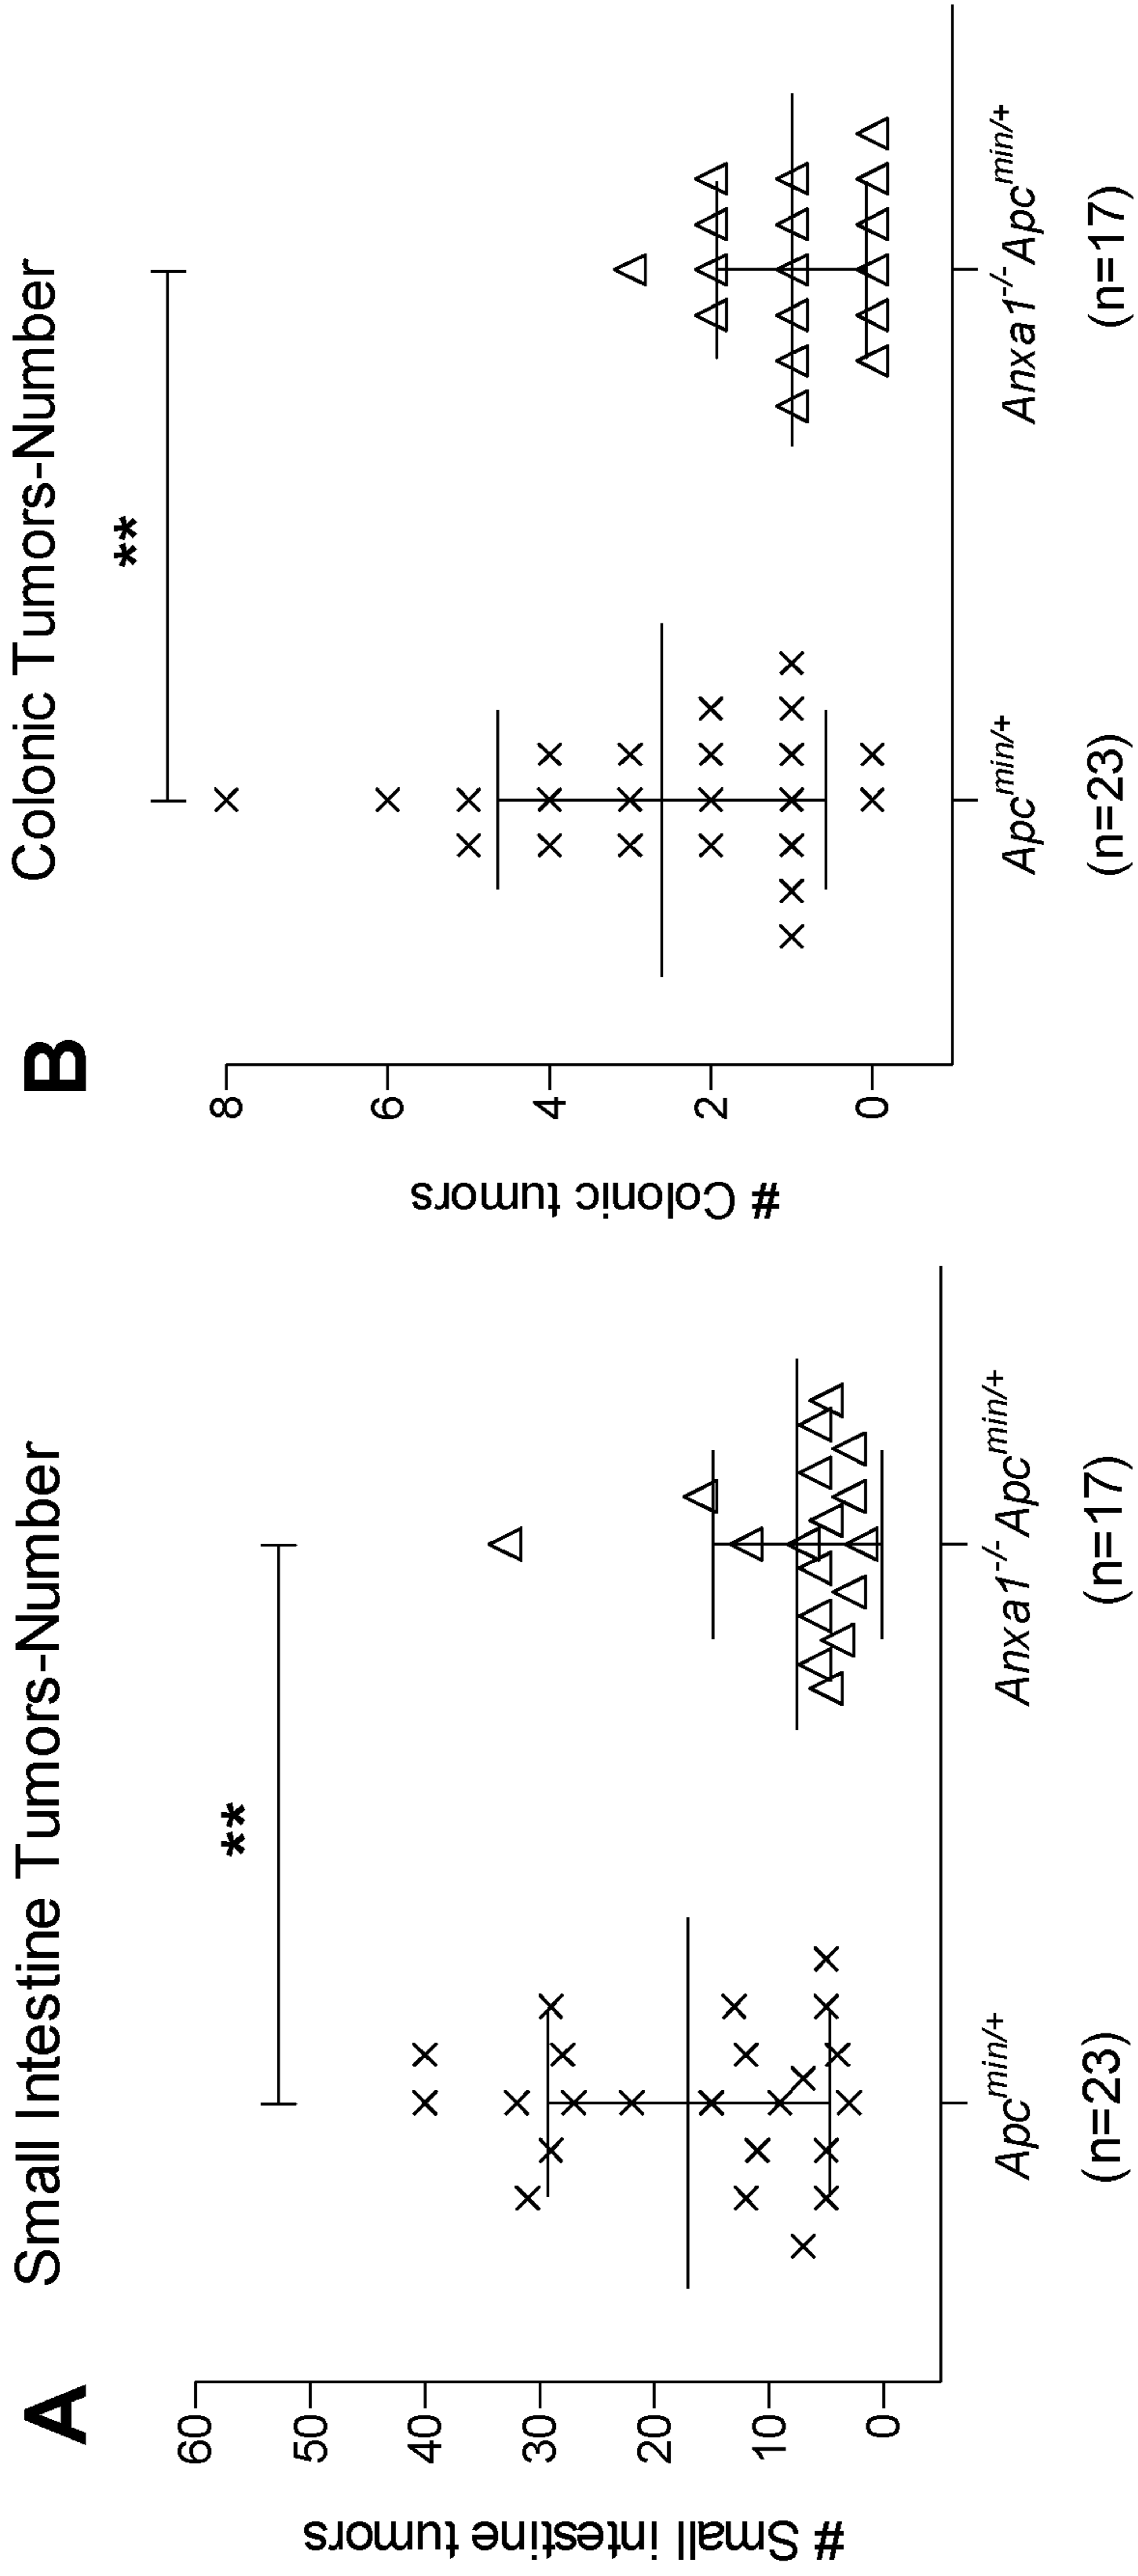 A
Small Intestine Tumors-Number
# Small intestine tumors
60
50
40
30
20
10
0
**
Apc^min/+
(n=23)
Anxa1^-/- Apc^min/+
(n=17)
B
Colonic Tumors-Number
# Colonic tumors
8
6
4
2
0
**
Apc^min/+
(n=23)
Anxa1^-/- Apc^min/+
(n=17)